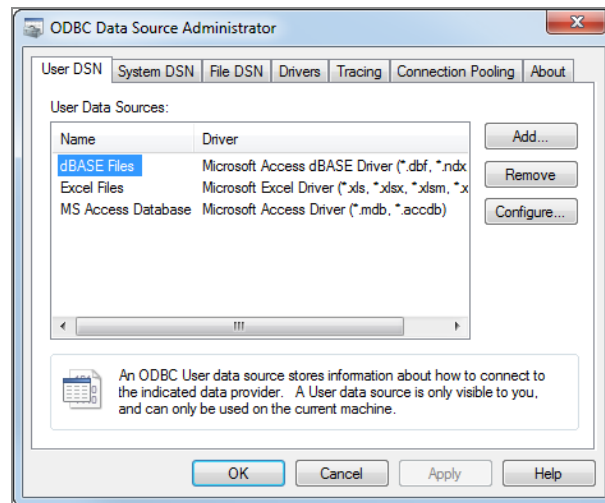 ODBC Data Source Administrator
User DSN System DSN File DSN Drivers Tracing Connection Pooling About
User Data Sources:
Name Driver Add...
dBASE Files Microsoft Access dBASE Driver (*.dbf, *.ndx
Excel Files Microsoft Excel Driver (*.xls, *.xlsx, *.xlsm, *.x Remove
MS Access Database Microsoft Access Driver (*.mdb, *.accdb) Configure...
An ODBC User data source stores information about how to connect to
the indicated data provider. A User data source is only visible to you,
and can only be used on the current machine.
OK Cancel Apply Help